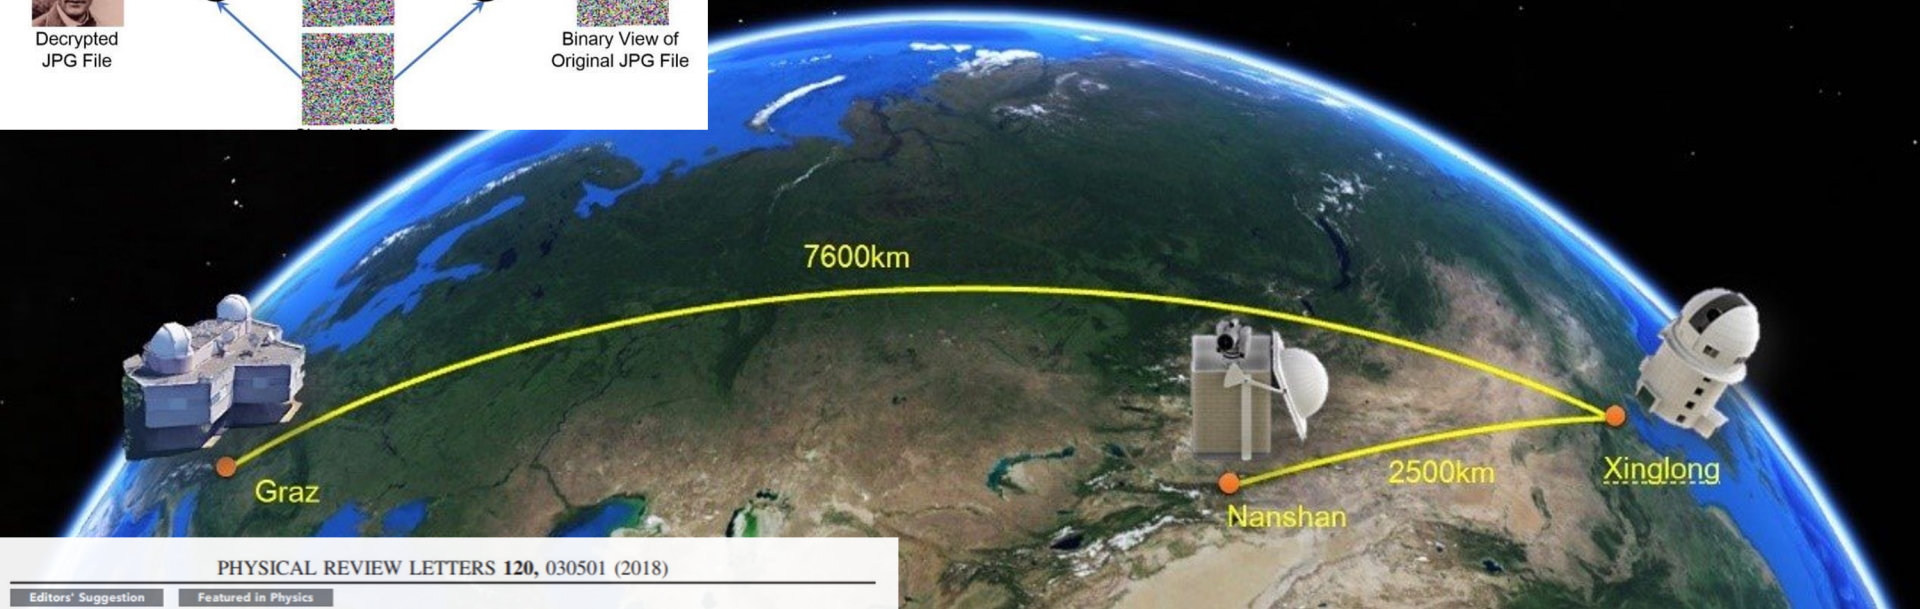 Decrypted
JPG File
Binary View of
Original JPG File
7600km
Graz
2500km
Xinglong
Nanshan
PHYSICAL REVIEW LETTERS 120, 030501 (2018)
Editors' Suggestion
Featured in Physics